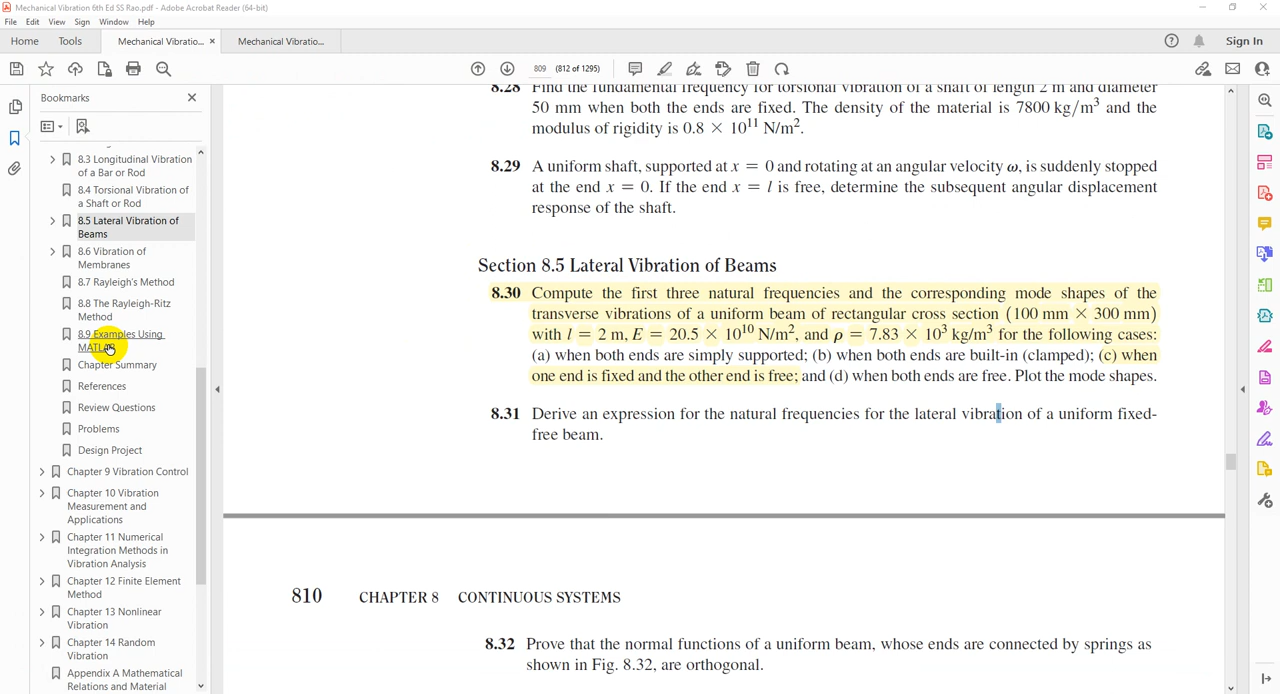 Mechanical Vibration 6th Ed SS Rao.pdf - Adobe Acrobat Reader (64-bit)
File Edit View Sign Window Help
Home Tools Mechanical Vibratio... × Mechanical Vibratio... Sign In
809 (812 of 1295)
Bookmarks
8.3 Longitudinal Vibration
of a Bar or Rod
8.4 Torsional Vibration of
a Shaft or Rod
8.5 Lateral Vibration of
Beams
8.6 Vibration of
Membranes
8.7 Rayleigh's Method
8.8 The Rayleigh-Ritz
Method
8.9 Examples Using
MATLAB
Chapter Summary
References
Review Questions
Problems
Design Project
Chapter 9 Vibration Control
Chapter 10 Vibration
Measurement and
Applications
Chapter 11 Numerical
Integration Methods in
Vibration Analysis
Chapter 12 Finite Element
Method
Chapter 13 Nonlinear
Vibration
Chapter 14 Random
Vibration
Appendix A Mathematical
Relations and Material
8.28 Find the fundamental frequency for torsional vibration of a shaft of length 2 m and diameter
50 mm when both the ends are fixed. The density of the material is 7800 kg/m³ and the
modulus of rigidity is 0.8 × 10¹¹ N/m².
8.29 A uniform shaft, supported at x = 0 and rotating at an angular velocity ω, is suddenly stopped
at the end x = 0. If the end x = l is free, determine the subsequent angular displacement
response of the shaft.
Section 8.5 Lateral Vibration of Beams
8.30 Compute the first three natural frequencies and the corresponding mode shapes of the
transverse vibrations of a uniform beam of rectangular cross section (100 mm × 300 mm)
with l = 2 m, E = 20.5 × 10¹⁰ N/m², and ρ = 7.83 × 10³ kg/m³ for the following cases:
(a) when both ends are simply supported; (b) when both ends are built-in (clamped); (c) when
one end is fixed and the other end is free; and (d) when both ends are free. Plot the mode shapes.
8.31 Derive an expression for the natural frequencies for the lateral vibration of a uniform fixed-
free beam.
810 CHAPTER 8 CONTINUOUS SYSTEMS
8.32 Prove that the normal functions of a uniform beam, whose ends are connected by springs as
shown in Fig. 8.32, are orthogonal.